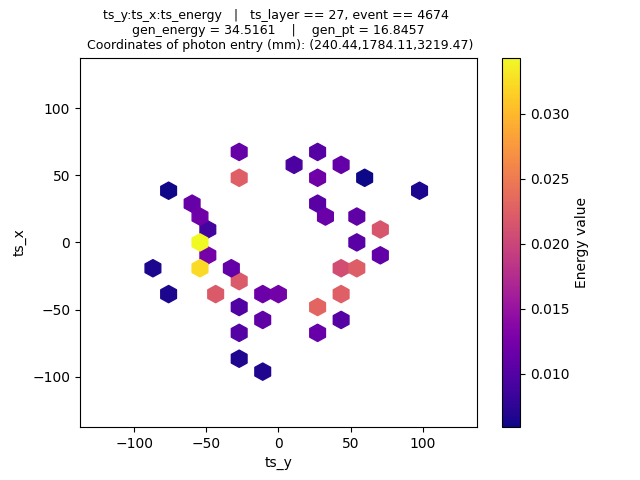 ts_y:ts_x:ts_energy | ts_layer == 27, event == 4674
gen_energy = 34.5161 | gen_pt = 16.8457
Coordinates of photon entry (mm): (240.44,1784.11,3219.47)
ts_x
100
50
0
−50
−100
−100
−50
0
50
100
ts_y
0.030
0.025
0.020
0.015
0.010
Energy value